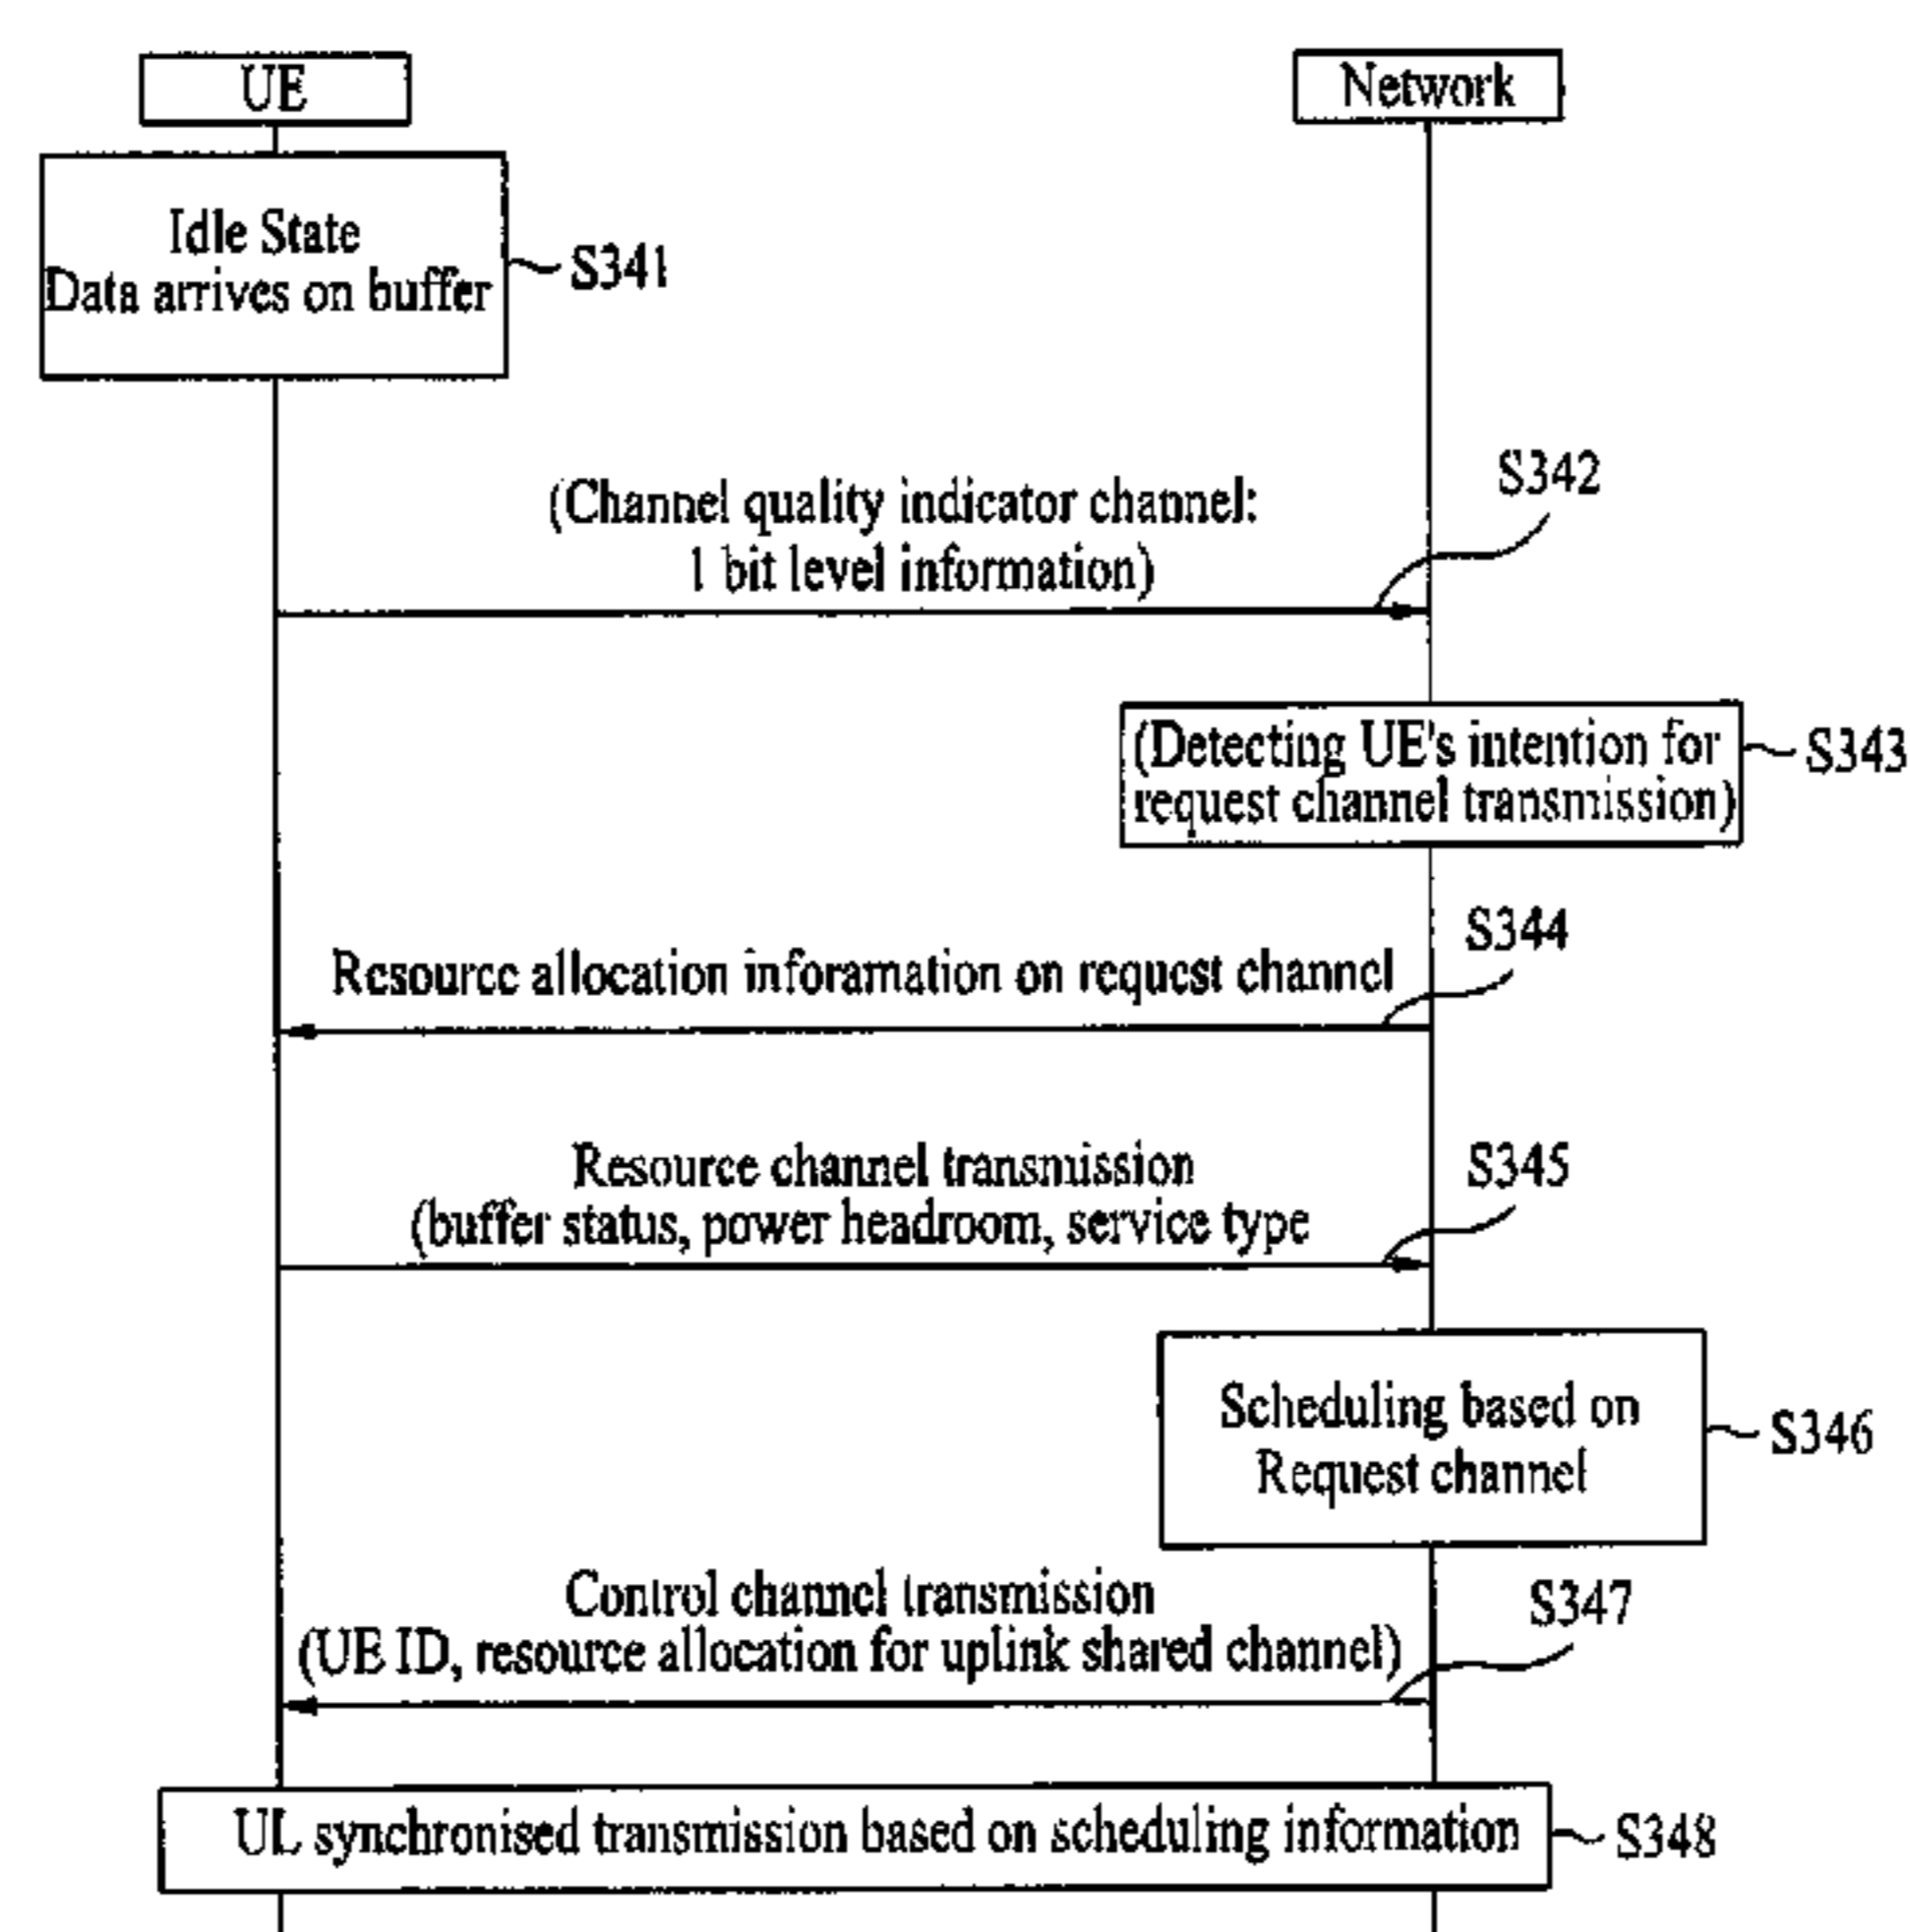 UE
Network
Idle State
Data arrives on buffer
S341
S342
(Channel quality indicator channel:
1 bit level information)
(Detecting UE's intention for
request channel transmission)
S343
S344
Resource allocation inforamation on request channel
Resource channel transmission
(buffer status, power headroom, service type
S345
Scheduling based on
Request channel
S346
Control channel transmission
(UE ID, resource allocation for uplink shared channel)
S347
UL synchronised transmission based on scheduling information
S348